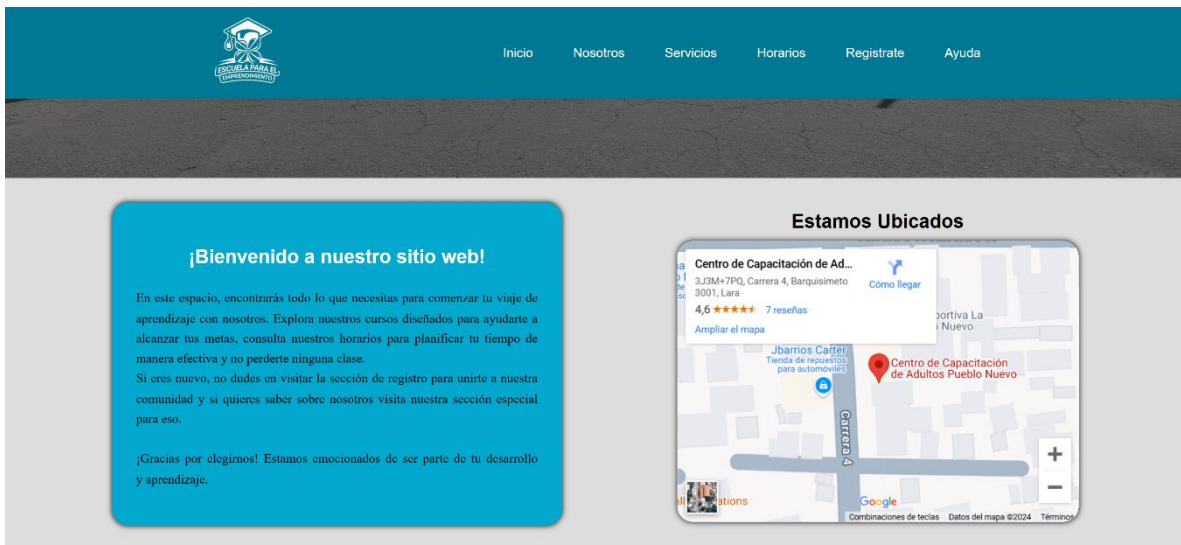 ESCUELA PARA EL
EMPRENDIMIENTO
Inicio Nosotros Servicios Horarios Registrate Ayuda
¡Bienvenido a nuestro sitio web!
En este espacio, encontrarás todo lo que necesitas para comenzar tu viaje de
aprendizaje con nosotros. Explora nuestros cursos diseñados para ayudarte a
alcanzar tus metas, consulta nuestros horarios para planificar tu tiempo de
manera efectiva y no perderte ninguna clase.
Si eres nuevo, no dudes en visitar la sección de registro para unirte a nuestra
comunidad y si quieres saber sobre nosotros visita nuestra sección especial
para eso.
¡Gracias por elegirnos! Estamos emocionados de ser parte de tu desarrollo
y aprendizaje.
Estamos Ubicados
Centro de Capacitación de Ad...
3J3M+7PQ, Carrera 4, Barquisimeto
3001, Lara
4,6 7 reseñas
Ampliar el mapa
Cómo llegar
portiva La
Nuevo
Jbarrios Carter
Tienda de repuestos
para automóviles
Centro de Capacitación
de Adultos Pueblo Nuevo
Carrera 4
ations
Google
Combinaciones de teclas Datos del mapa ©2024 Términos